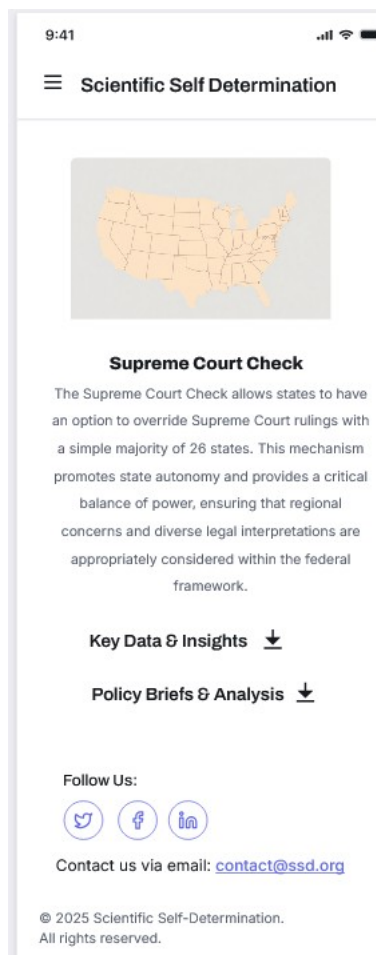 9:41
Scientific Self Determination
Supreme Court Check
The Supreme Court Check allows states to have
an option to override Supreme Court rulings with
a simple majority of 26 states. This mechanism
promotes state autonomy and provides a critical
balance of power, ensuring that regional
concerns and diverse legal interpretations are
appropriately considered within the federal
framework.
Key Data & Insights
Policy Briefs & Analysis
Follow Us:
Contact us via email: contact@ssd.org
© 2025 Scientific Self-Determination.
All rights reserved.